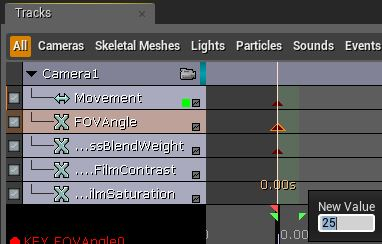 Tracks
All Cameras Skeletal Meshes Lights Particles Sounds Events
Camera1
Movement
FOVAngle
...ssBlendWeight
...FilmContrast
...ilmSaturation
0.00s
New Value
25
KEY_FOVAngle0